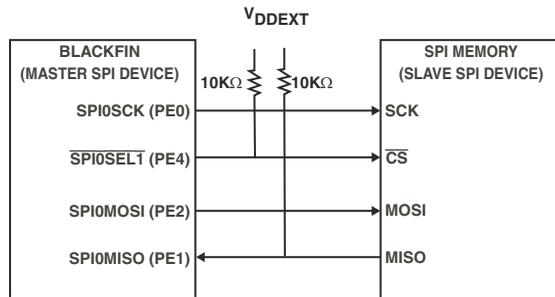 VDDEXT
BLACKFIN
(MASTER SPI DEVICE)
SPI MEMORY
(SLAVE SPI DEVICE)
10KΩ
10KΩ
SPI0SCK (PE0)
SCK
SPI0SEL1 (PE4)
CS
SPI0MOSI (PE2)
MOSI
SPI0MISO (PE1)
MISO